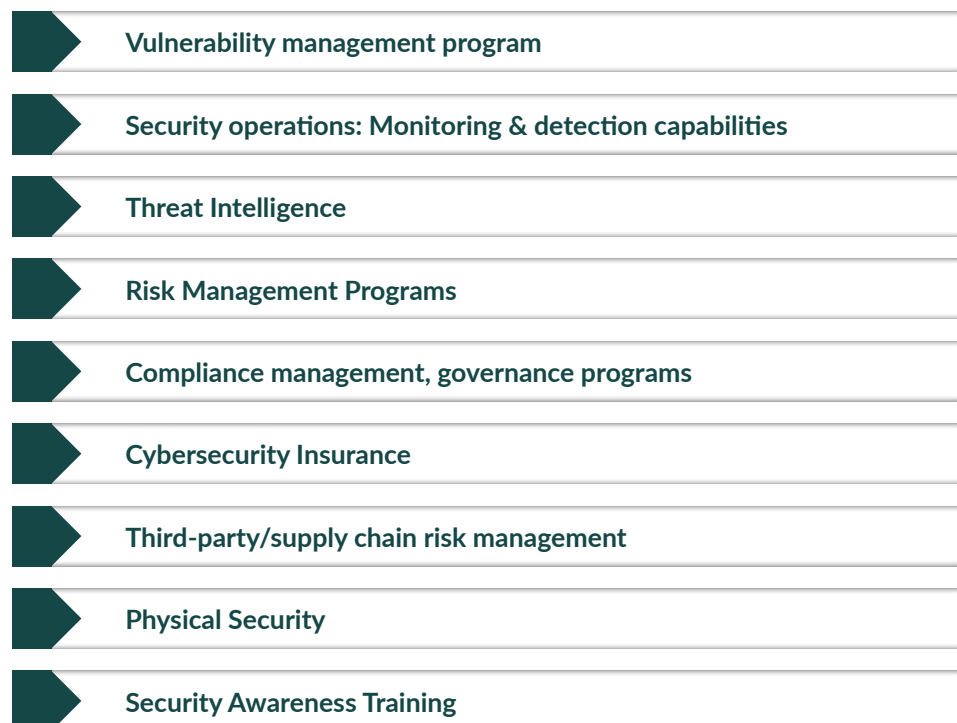 Vulnerability management program
Security operations: Monitoring & detection capabilities
Threat Intelligence
Risk Management Programs
Compliance management, governance programs
Cybersecurity Insurance
Third-party/supply chain risk management
Physical Security
Security Awareness Training